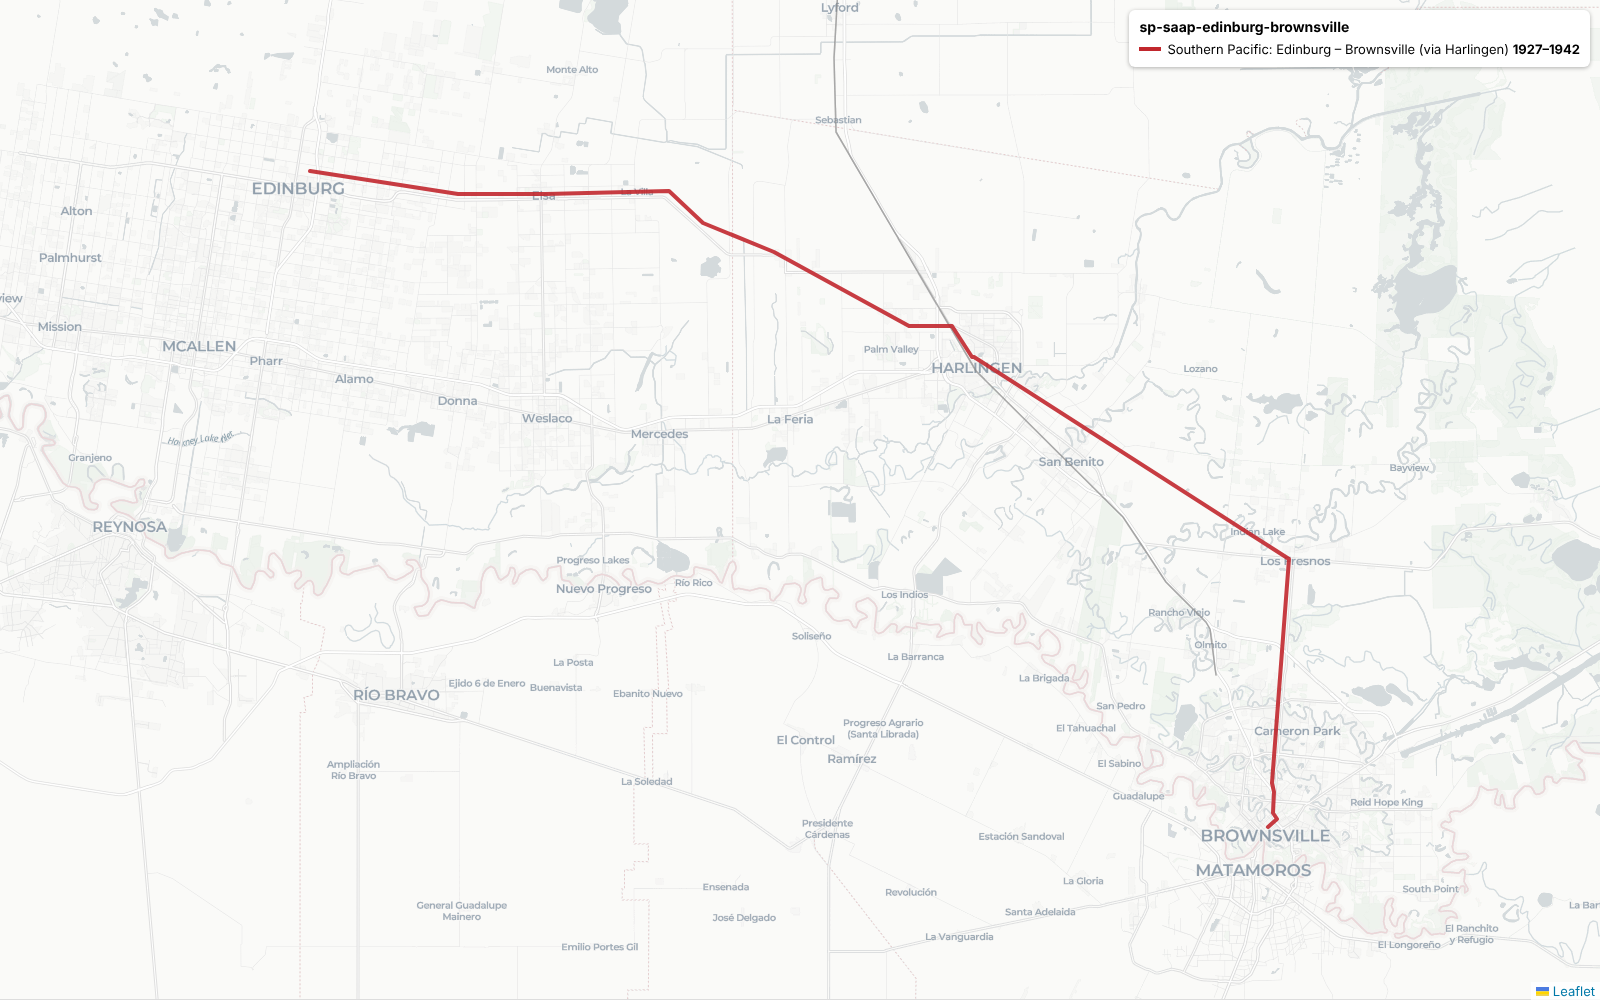 Lyford
sp-saap-edinburg-brownsville
Southern Pacific: Edinburg – Brownsville (via Harlingen) 1927–1942
Monte Alto
Sebastian
EDINBURG
Elsa
La Villa
Alton
Palmhurst
Mission
MCALLEN
Pharr
Palm Valley
HARLINGEN
Lozano
Alamo
Donna
Weslaco
La Feria
Mercedes
Granjeno
San Benito
Bayview
REYNOSA
Indian Lake
Progreso Lakes
Los Fresnos
Nuevo Progreso
Río Rico
Los Indios
Rancho Viejo
Soliseño
Olmito
La Barranca
La Posta
Ejido 6 de Enero
Buenavista
RÍO BRAVO
Ebanito Nuevo
La Brigada
San Pedro
Progreso Agrario
(Santa Librada)
El Tahuachal
Cameron Park
El Control
Ramírez
Ampliación
Río Bravo
El Sabino
La Soledad
Guadalupe
Reid Hope King
Presidente
Cárdenas
Estación Sandoval
BROWNSVILLE
MATAMOROS
La Gloria
Ensenada
Revolución
South Point
General Guadalupe
Mainero
José Delgado
Santa Adelaida
La Vanguardia
El Ranchito
y Refugio
Emilio Portes Gil
El Longoreño
Leaflet